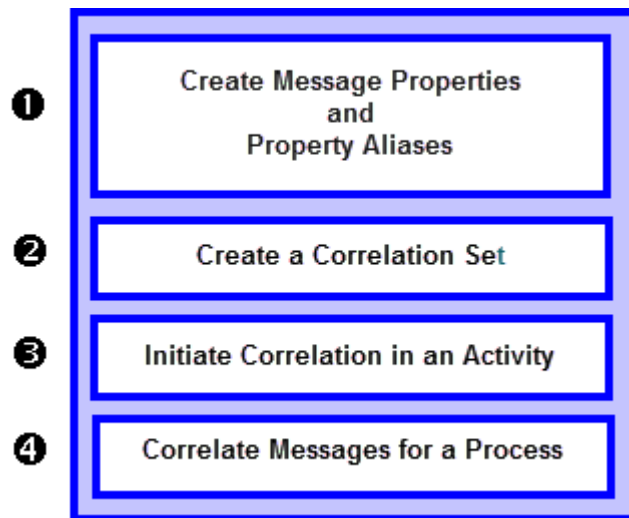 ❶ Create Message Properties
and
Property Aliases
❷ Create a Correlation Set
❸ Initiate Correlation in an Activity
❹ Correlate Messages for a Process